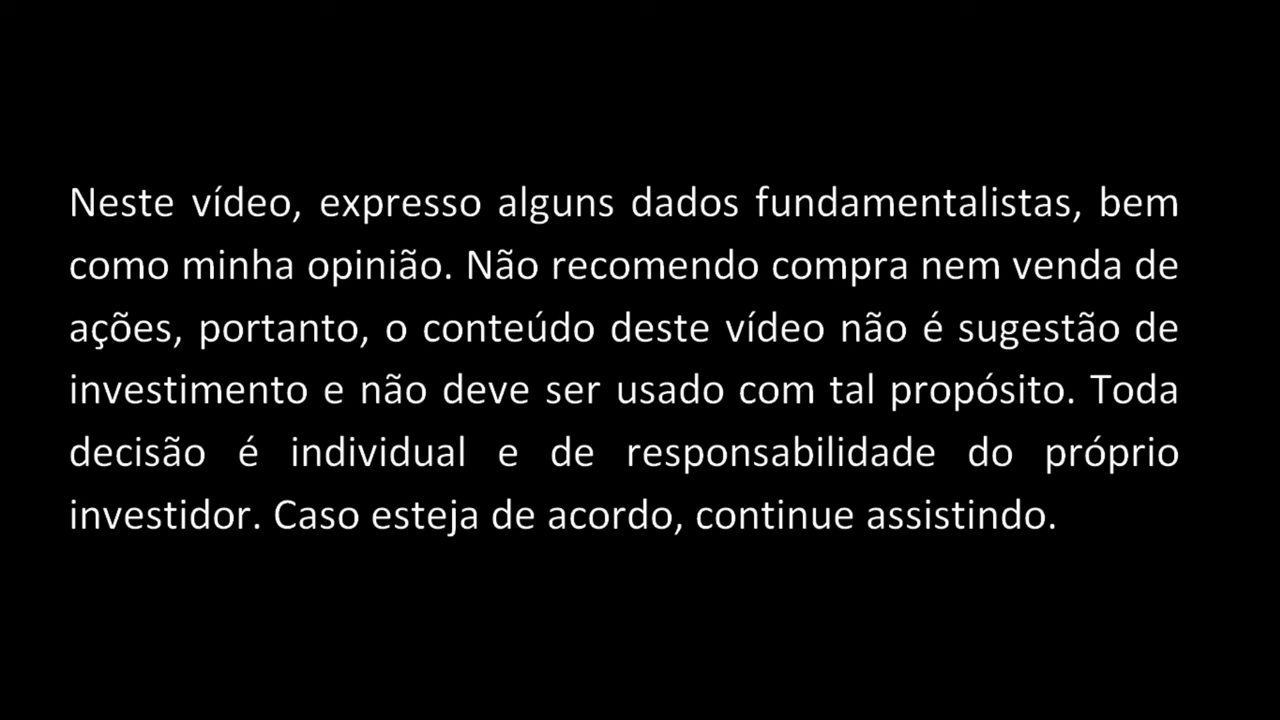 Neste vídeo, expresso alguns dados fundamentalistas, bem
como minha opinião. Não recomendo compra nem venda de
ações, portanto, o conteúdo deste vídeo não é sugestão de
investimento e não deve ser usado com tal propósito. Toda
decisão é individual e de responsabilidade do próprio
investidor. Caso esteja de acordo, continue assistindo.